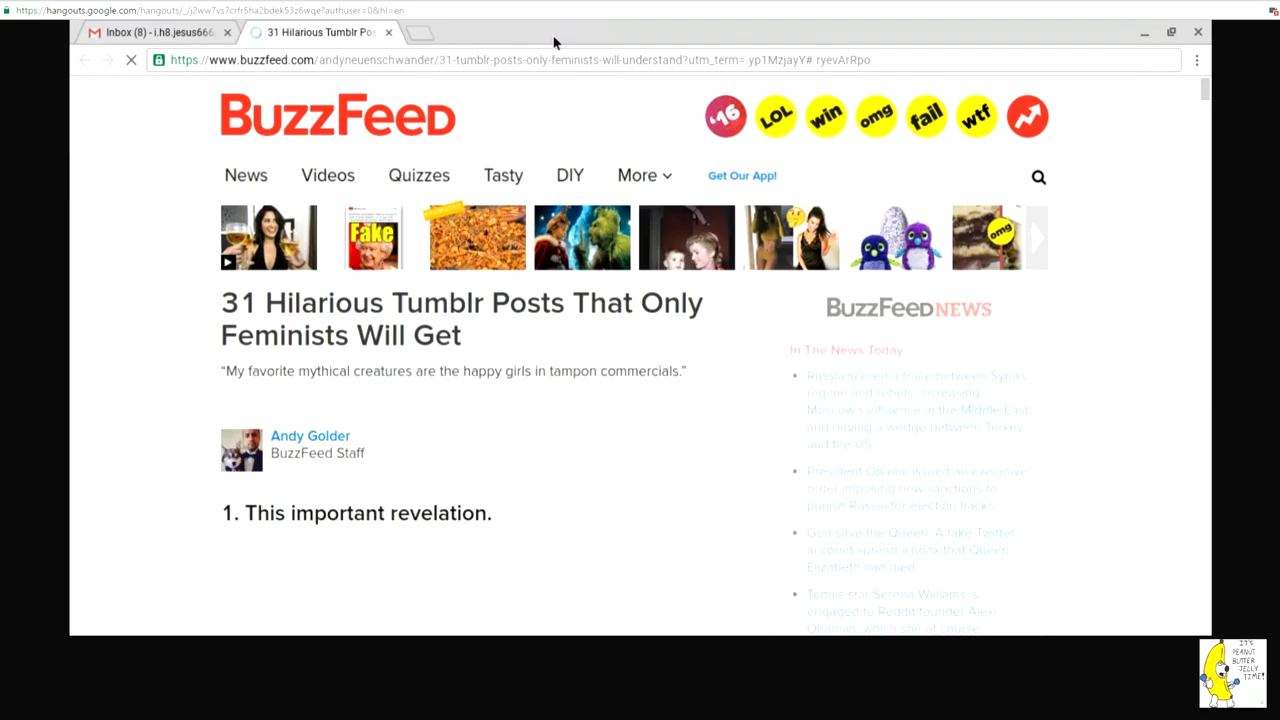 https://hangouts.google.com/hangouts/_/j2ww7vs7crfr5ha2bdek53z6wqe?authuser=0&hl=en
Inbox (8) - i.h8.jesus666
31 Hilarious Tumblr Pos
https://www.buzzfeed.com/andyneuenschwander/31-tumblr-posts-only-feminists-will-understand?utm_term=.yp1MzjayY#.ryevArRpo
BuzzFeed
'16
LOL
win
omg
fail
wtf
News
Videos
Quizzes
Tasty
DIY
More
Get Our App!
Fake
omg
31 Hilarious Tumblr Posts That Only
Feminists Will Get
“My favorite mythical creatures are the happy girls in tampon commercials.”
Andy Golder
BuzzFeed Staff
1. This important revelation.
BuzzFeedNEWS
In The News Today
Russia scored a truce between Syria's
regime and rebels, increasing
Moscow's influence in the Middle East
and driving a wedge between Turkey
and the US
President Obama issued an executive
order imposing new sanctions to
punish Russia for election hacks
God save the Queen: A fake Twitter
account spread a hoax that Queen
Elizabeth had died
Tennis star Serena Williams is
engaged to Reddit founder Alexi
Ohanian, which she of course
IT'S
PEANUT
BUTTER
JELLY
TIME!